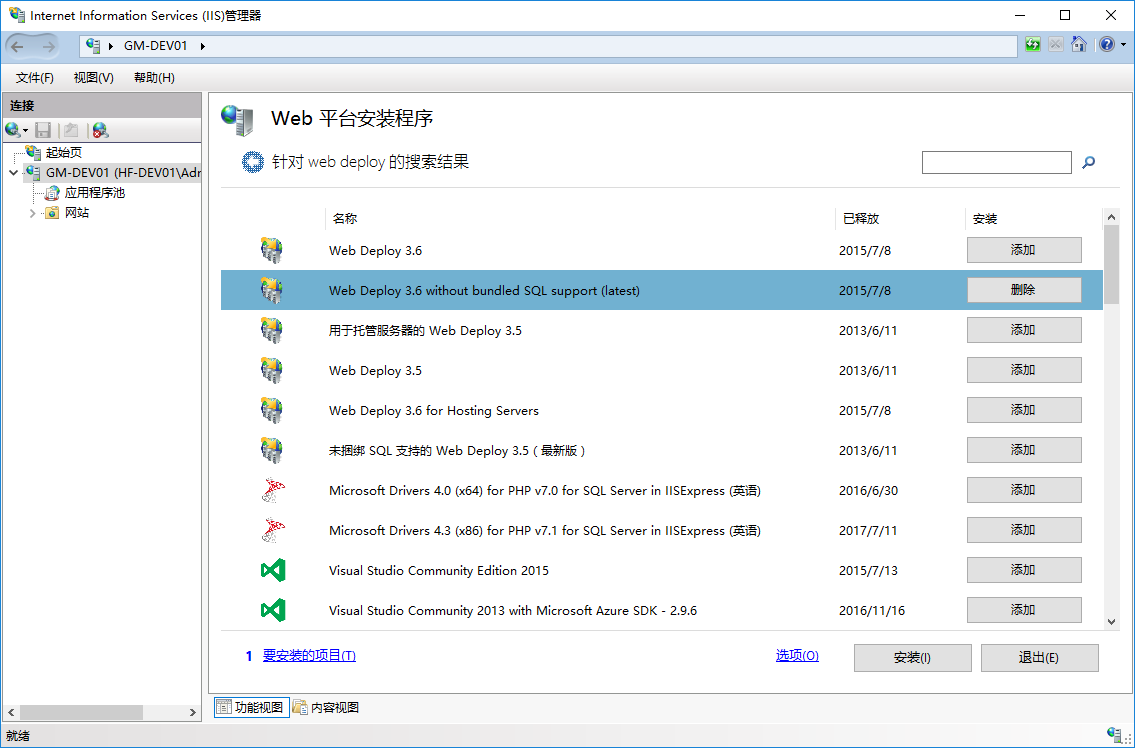 Internet Information Services (IIS)管理器
GM-DEV01
文件(F) 视图(V) 帮助(H)
连接
起始页
GM-DEV01 (HF-DEV01\Adr
应用程序池
网站
Web 平台安装程序
针对 web deploy 的搜索结果
名称 已释放 安装
Web Deploy 3.6 2015/7/8 添加
Web Deploy 3.6 without bundled SQL support (latest) 2015/7/8 删除
用于托管服务器的 Web Deploy 3.5 2013/6/11 添加
Web Deploy 3.5 2013/6/11 添加
Web Deploy 3.6 for Hosting Servers 2015/7/8 添加
未捆绑 SQL 支持的 Web Deploy 3.5 ( 最新版 ) 2013/6/11 添加
Microsoft Drivers 4.0 (x64) for PHP v7.0 for SQL Server in IISExpress (英语) 2016/6/30 添加
Microsoft Drivers 4.3 (x86) for PHP v7.1 for SQL Server in IISExpress (英语) 2017/7/11 添加
Visual Studio Community Edition 2015 2015/7/13 添加
Visual Studio Community 2013 with Microsoft Azure SDK - 2.9.6 2016/11/16 添加
1 要安装的项目(T) 选项(O) 安装(I) 退出(E)
功能视图 内容视图
就绪